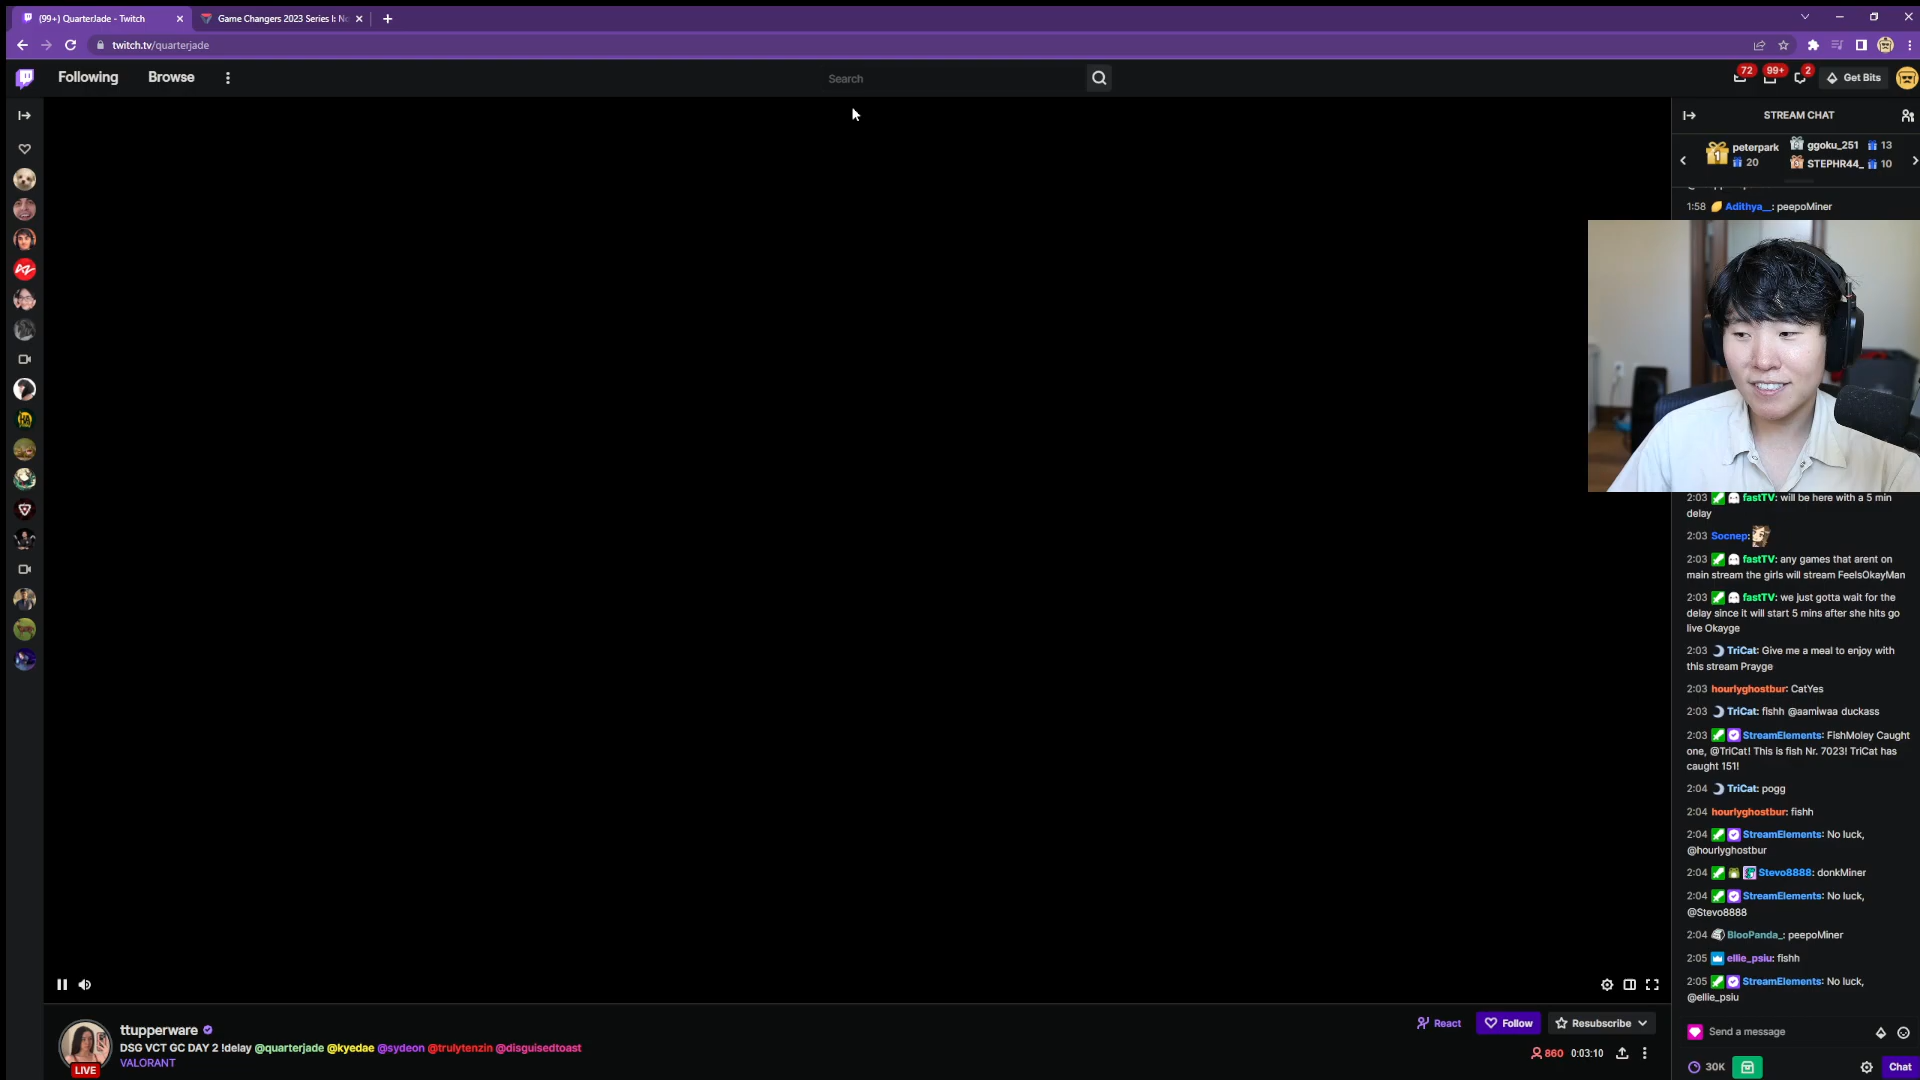 (99+) QuarterJade - Twitch
Game Changers 2023 Series I: Nc
twitch.tv/quarterjade
Following
Browse
Search
72
99+
2
Get Bits
STREAM CHAT
1
peterpark
20
ggoku_251
13
STEPHR44_
10
1:58 Adithya__: peepoMiner
2:03 fastTV: will be here with a 5 min
delay
2:03 Socnep:
2:03 fastTV: any games that arent on
main stream the girls will stream FeelsOkayMan
2:03 fastTV: we just gotta wait for the
delay since it will start 5 mins after she hits go
live Okayge
2:03 TriCat: Give me a meal to enjoy with
this stream Prayge
2:03 hourlyghostbur: CatYes
2:03 TriCat: fishh @aamiwaa duckass
2:03 StreamElements: FishMoley Caught
one, @TriCat! This is fish Nr. 7023! TriCat has
caught 151!
2:04 TriCat: pogg
2:04 hourlyghostbur: fishh
2:04 StreamElements: No luck,
@hourlyghostbur
2:04 Stevo8888: donkMiner
2:04 StreamElements: No luck,
@Stevo8888
2:04 BlooPanda_: peepoMiner
2:05 ellie_psiu: fishh
2:05 StreamElements: No luck,
@ellie_psiu
Send a message
30K
Chat
ttupperware
DSG VCT GC DAY 2 !delay @quarterjade @kyedae @sydeon @trulytenzin @disguisedtoast
VALORANT
LIVE
React
Follow
Resubscribe
860
0:03:10